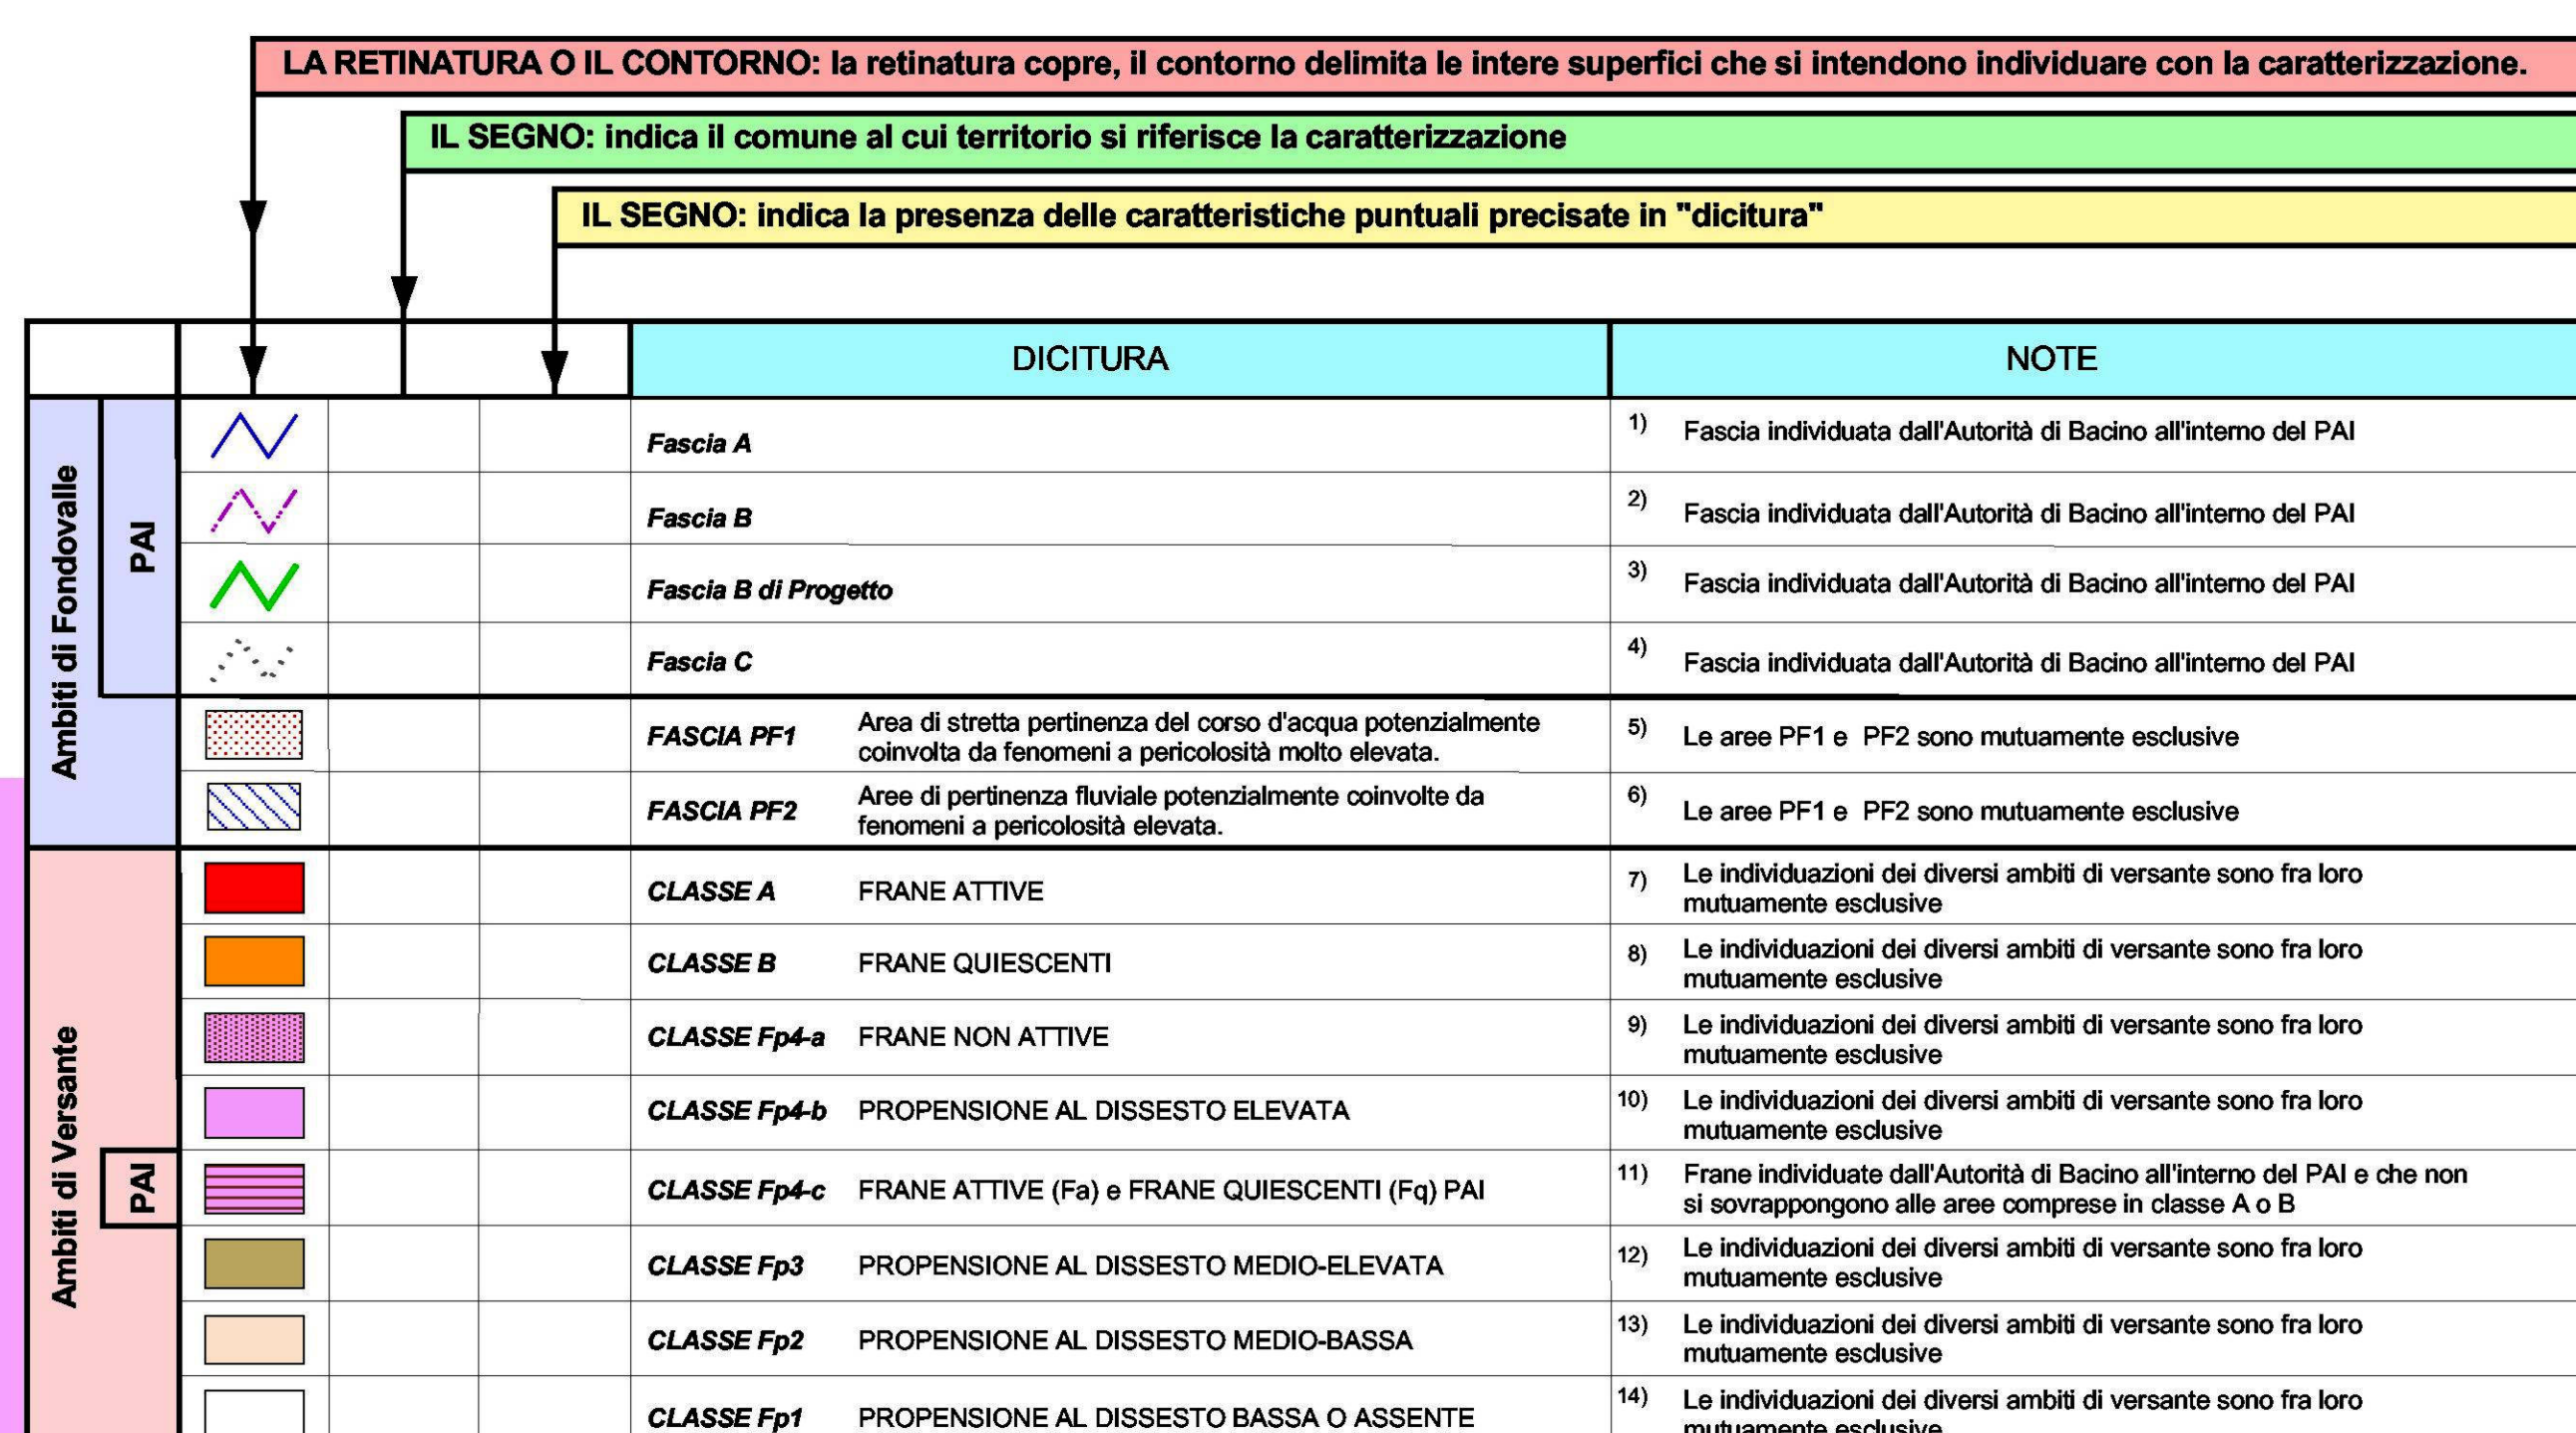 LA RETINATURA O IL CONTORNO: la retinatura copre, il contorno delimita le intere superfici che si intendono individuare con la caratterizzazione.
IL SEGNO: indica il comune al cui territorio si riferisce la caratterizzazione
IL SEGNO: indica la presenza delle caratteristiche puntuali precisate in "dicitura"
DICITURA
NOTE
Ambiti di Fondovalle
PAI
Fascia A
1) Fascia individuata dall'Autorità di Bacino all'interno del PAI
Fascia B
2) Fascia individuata dall'Autorità di Bacino all'interno del PAI
Fascia B di Progetto
3) Fascia individuata dall'Autorità di Bacino all'interno del PAI
Fascia C
4) Fascia individuata dall'Autorità di Bacino all'interno del PAI
FASCIA PF1
Area di stretta pertinenza del corso d'acqua potenzialmente
coinvolta da fenomeni a pericolosità molto elevata.
5) Le aree PF1 e PF2 sono mutuamente esclusive
FASCIA PF2
Aree di pertinenza fluviale potenzialmente coinvolte da
fenomeni a pericolosità elevata.
6) Le aree PF1 e PF2 sono mutuamente esclusive
Ambiti di Versante
CLASSE A FRANE ATTIVE
7) Le individuazioni dei diversi ambiti di versante sono fra loro
mutuamente esclusive
CLASSE B FRANE QUIESCENTI
8) Le individuazioni dei diversi ambiti di versante sono fra loro
mutuamente esclusive
CLASSE Fp4-a FRANE NON ATTIVE
9) Le individuazioni dei diversi ambiti di versante sono fra loro
mutuamente esclusive
CLASSE Fp4-b PROPENSIONE AL DISSESTO ELEVATA
10) Le individuazioni dei diversi ambiti di versante sono fra loro
mutuamente esclusive
PAI
CLASSE Fp4-c FRANE ATTIVE (Fa) e FRANE QUIESCENTI (Fq) PAI
11) Frane individuate dall'Autorità di Bacino all'interno del PAI e che non
si sovrappongono alle aree comprese in classe A o B
CLASSE Fp3 PROPENSIONE AL DISSESTO MEDIO-ELEVATA
12) Le individuazioni dei diversi ambiti di versante sono fra loro
mutuamente esclusive
CLASSE Fp2 PROPENSIONE AL DISSESTO MEDIO-BASSA
13) Le individuazioni dei diversi ambiti di versante sono fra loro
mutuamente esclusive
CLASSE Fp1 PROPENSIONE AL DISSESTO BASSA O ASSENTE
14) Le individuazioni dei diversi ambiti di versante sono fra loro
mutuamente esclusive